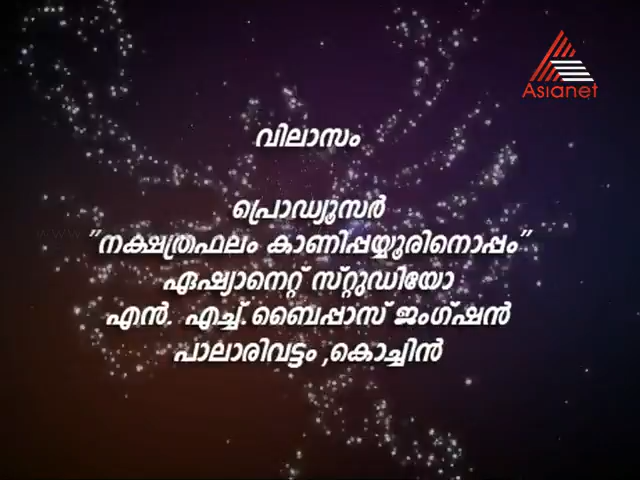 Asianet
വിലാസം
പ്രൊഡ്യൂസർ
"നക്ഷത്രഫലം കാണിപ്പയ്യൂരിനൊപ്പം"
ഏഷ്യാനെറ്റ് സ്റ്റുഡിയോ
എൻ. എച്ച്.ബൈപ്പാസ് ജംഗ്ഷൻ
പാലാരിവട്ടം ,കൊച്ചിൻ